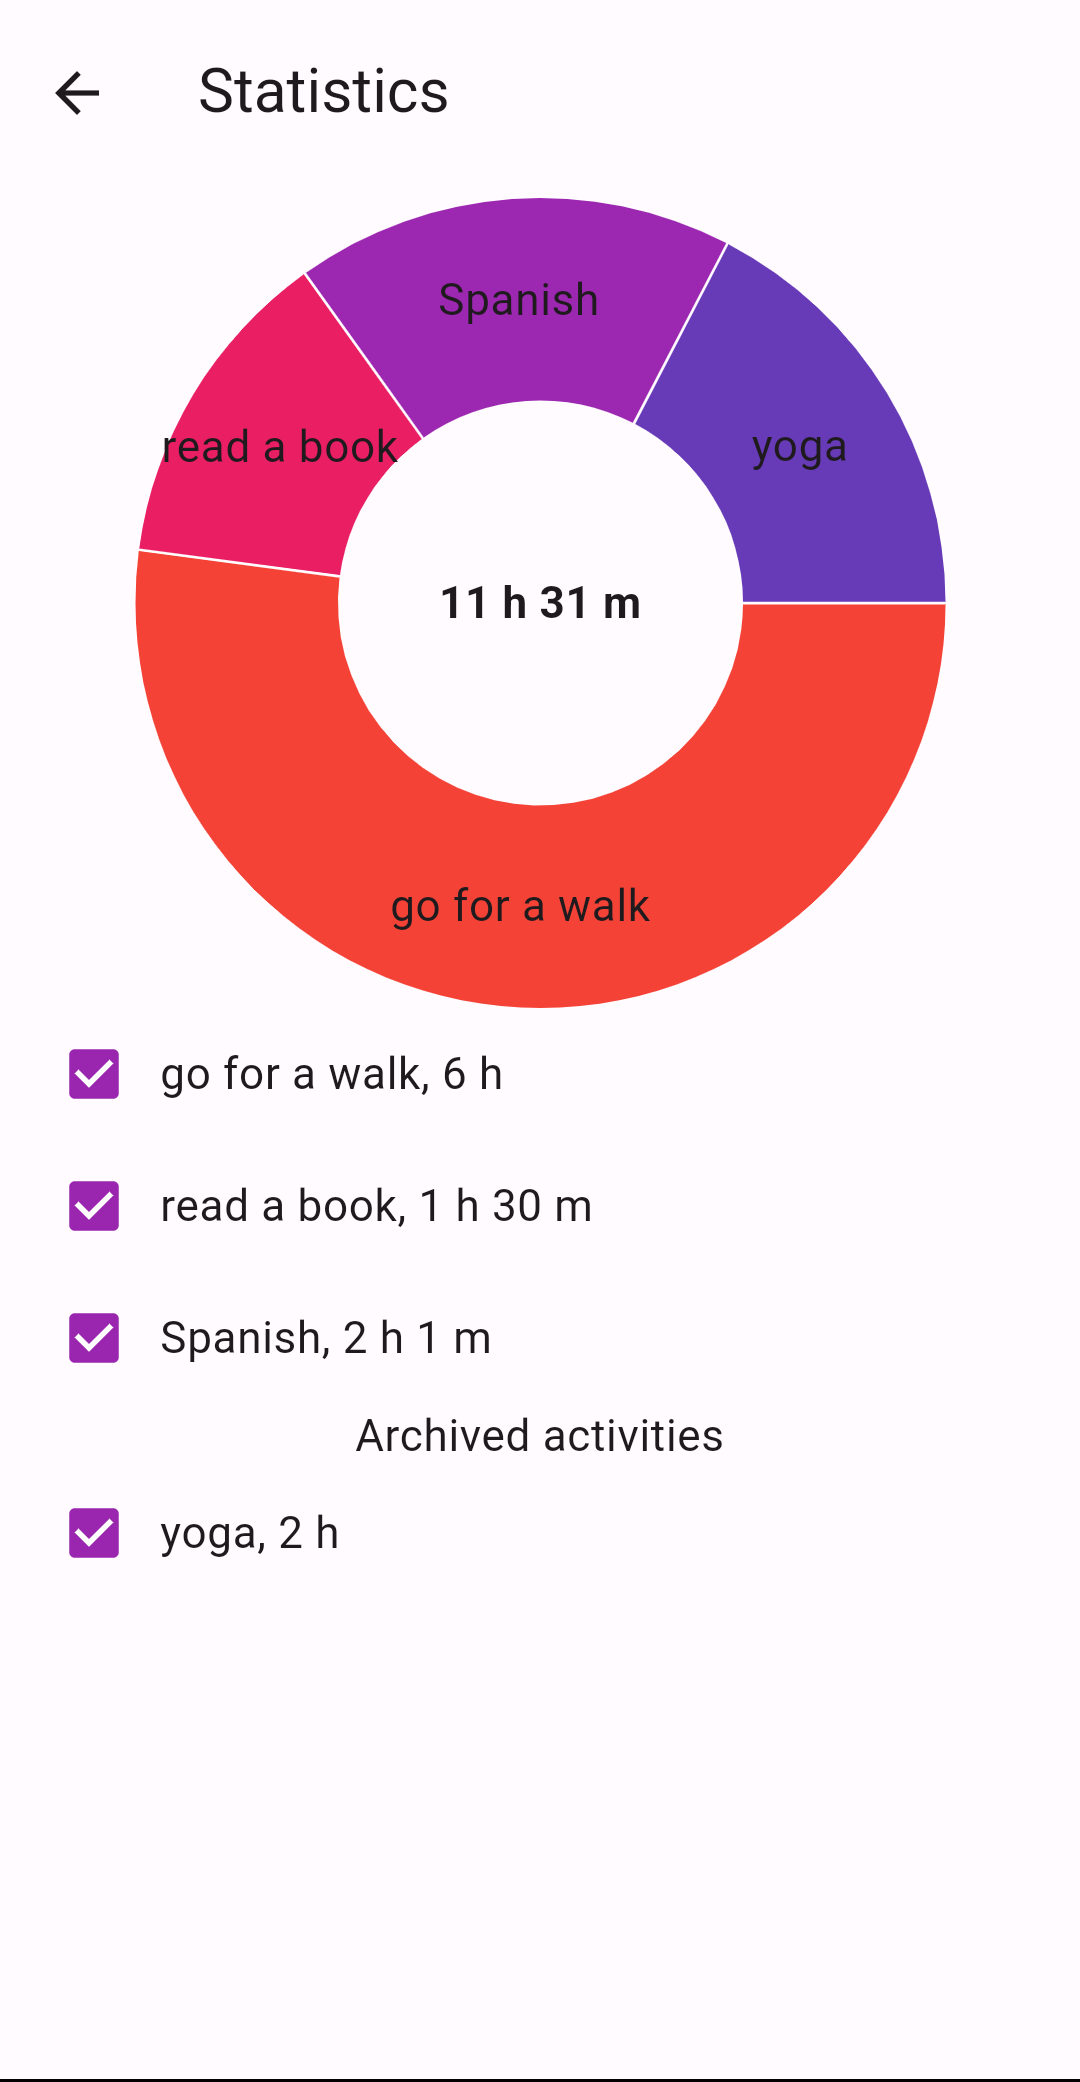 Statistics
Spanish
read a book
yoga
11 h 31 m
go for a walk
go for a walk, 6 h
read a book, 1 h 30 m
Spanish, 2 h 1 m
Archived activities
yoga, 2 h